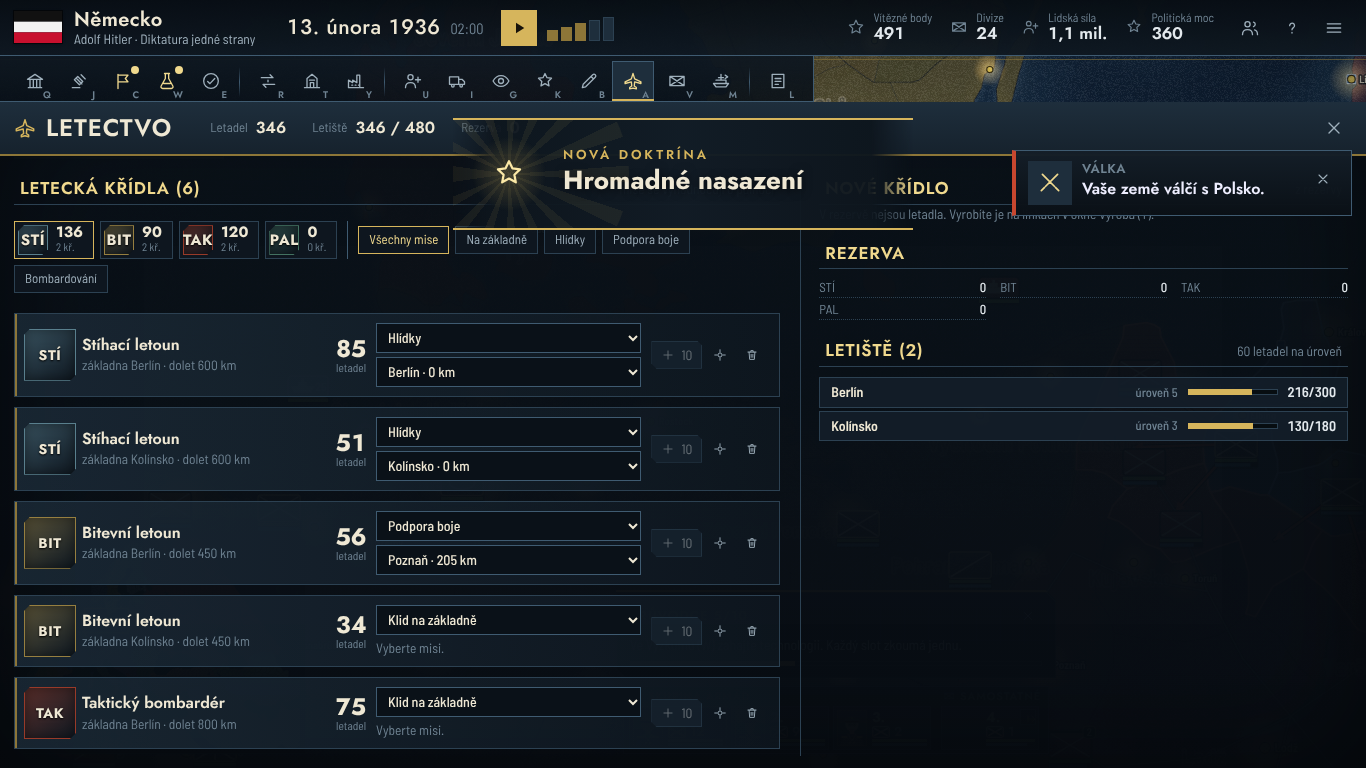 Německo
Adolf Hitler · Diktatura jedné strany
13. února 1936 02:00
Vítězné body
491
Divize
24
Lidská síla
1,1 mil.
Politická moc
360
?
Q J C W E R T Y U I G K B A V M L
LETECTVO
Letadel 346
Letiště 346 / 480
NOVÁ DOKTRÍNA
Hromadné nasazení
VÁLKA
Vaše země válčí s Polsko.
LETECKÁ KŘÍDLA (6)
STÍ 136 2 kř.
BIT 90 2 kř.
TAK 120 2 kř.
PAL 0 0 kř.
Všechny mise
Na základně
Hlídky
Podpora boje
Bombardování
STÍ
Stíhací letoun
základna Berlín · dolet 600 km
85
letadel
Hlídky
Berlín · 0 km
+ 10
STÍ
Stíhací letoun
základna Kolínsko · dolet 600 km
51
letadel
Hlídky
Kolínsko · 0 km
+ 10
BIT
Bitevní letoun
základna Berlín · dolet 450 km
56
letadel
Podpora boje
Poznaň · 205 km
+ 10
BIT
Bitevní letoun
základna Kolínsko · dolet 450 km
34
letadel
Klid na základně
Vyberte misi.
+ 10
TAK
Taktický bombardér
základna Berlín · dolet 800 km
75
letadel
Klid na základně
Vyberte misi.
+ 10
NOVÉ KŘÍDLO
nejsou letadla. Vyrobíte je na linkách v okně Výroba (Y).
REZERVA
STÍ 0
BIT 0
TAK 0
PAL 0
LETIŠTĚ (2)
60 letadel na úroveň
Berlín úroveň 5 216/300
Kolínsko úroveň 3 130/180